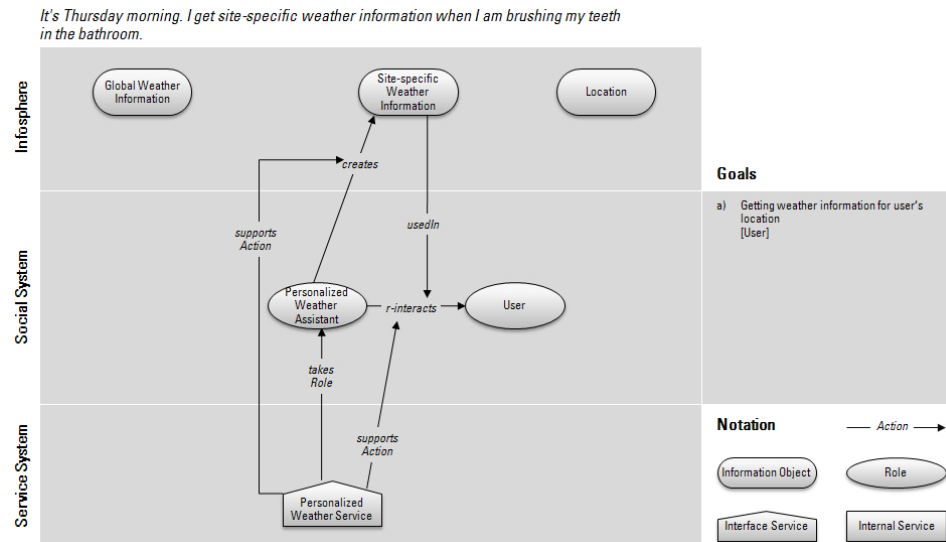 It's Thursday morning. I get site-specific weather information when I am brushing my teeth
in the bathroom.
Infosphere
Global Weather
Information
Site-specific
Weather
Information
Location
creates
Goals
a) Getting weather information for user's
location
[User]
Social System
supports
Action
usedIn
Personalized
Weather
Assistant
r-interacts
User
takes
Role
Service System
supports
Action
Personalized
Weather Service
Notation
Action
Information Object
Role
Interface Service
Internal Service